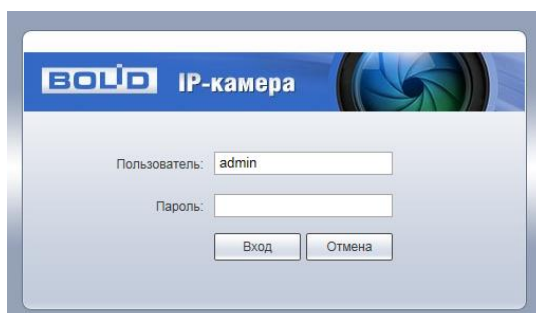 BOLID IP-камера
Пользователь: admin
Пароль:
Вход Отмена